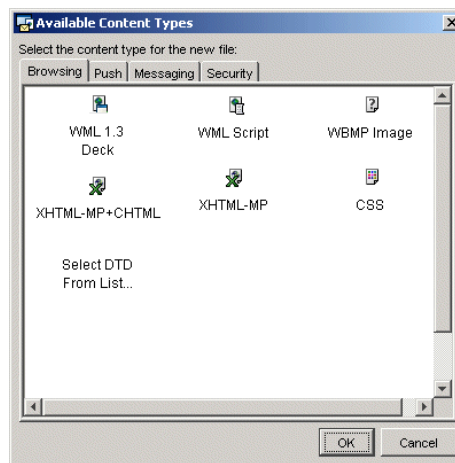 Available Content Types
Select the content type for the new file:
Browsing Push Messaging Security
WML 1.3
Deck
WML Script
WBMP Image
XHTML-MP+CHTML
XHTML-MP
CSS
Select DTD
From List...
OK Cancel